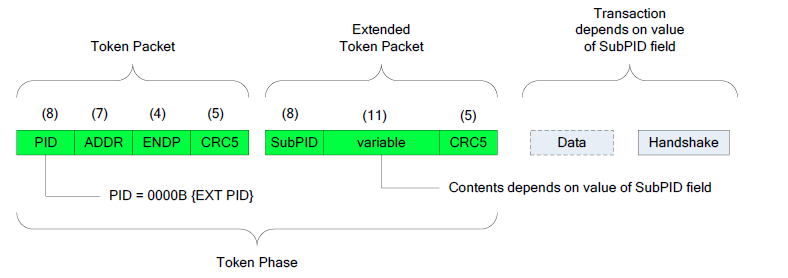 Token Packet
Extended
Token Packet
Transaction
depends on value
of SubPID field
(8) (7) (4) (5) (8) (11) (5)
PID ADDR ENDP CRC5 SubPID variable CRC5 Data Handshake
PID = 0000B {EXT PID}
Contents depends on value of SubPID field
Token Phase